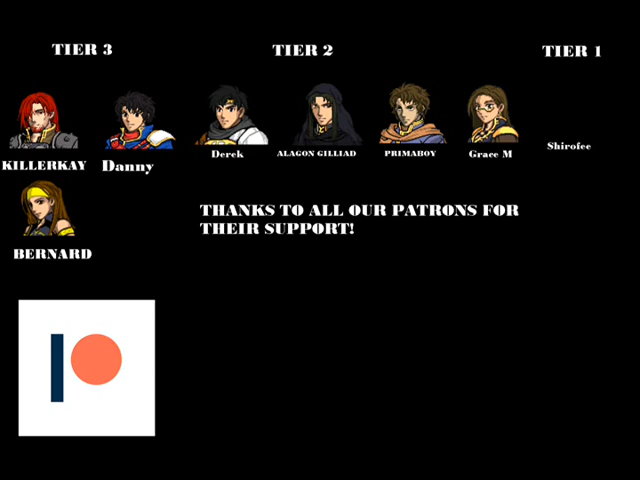 TIER 3
TIER 2
TIER 1
KILLERKAY
Danny
Derek
ALAGON GILLIAD
PRIMABOY
Grace M
Shirofee
BERNARD
THANKS TO ALL OUR PATRONS FOR
THEIR SUPPORT!